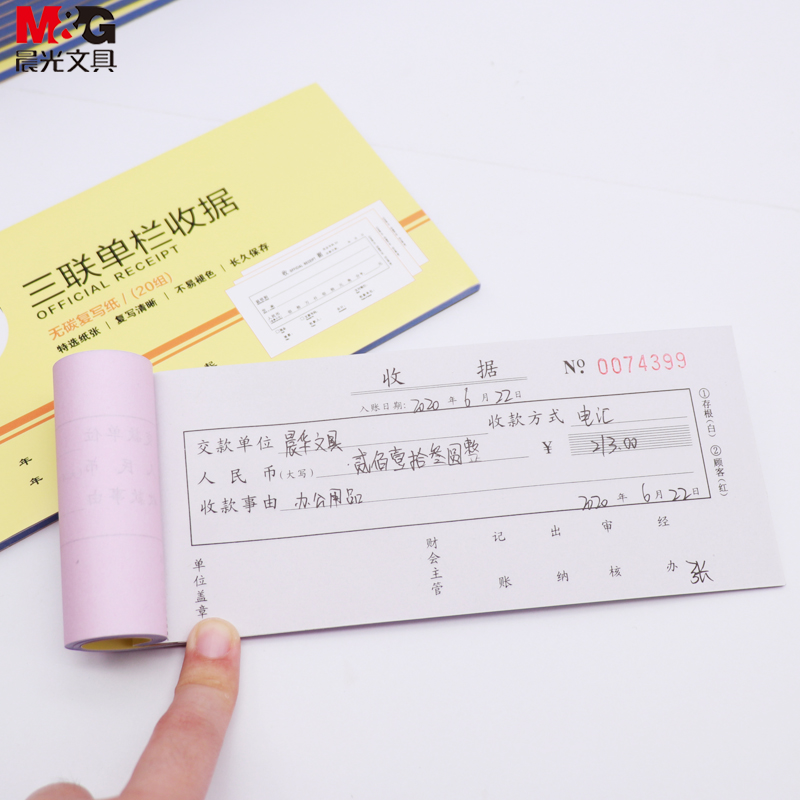 M&G
晨光文具
三联单栏收据
OFFICIAL RECEIPT
无碳复写纸/(20组)
特选纸张 | 复写清晰 | 不易褪色 | 长久保存
收 据
№ 0074399
入账日期: 2020 年 6 月 22 日
交款单位 晨华文具 收款方式 电汇
人民币(大写) 贰佰壹拾叁圆整 ¥ 213.00
收款事由 办公用品
2020 年 6 月 22 日
①存根(白) ②顾客(红)
单位盖章
财会主管
记账
出纳
审核
经办
张
年
年